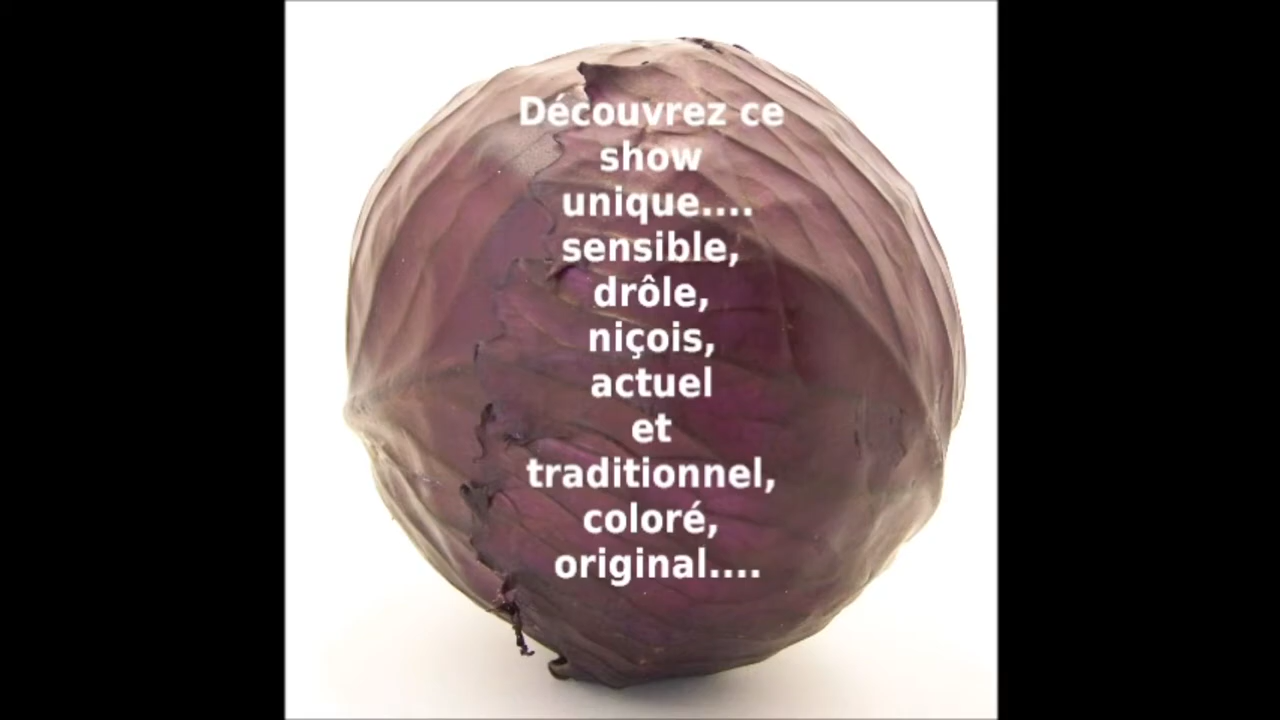 Découvrez ce
show
unique....
sensible,
drôle,
niçois,
actuel
et
traditionnel,
coloré,
original....